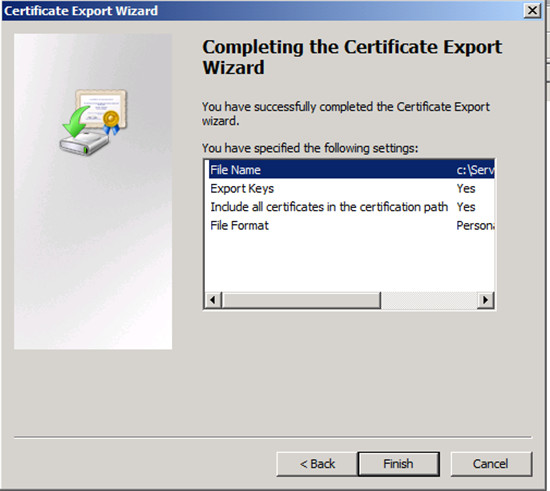 Certificate Export Wizard
Completing the Certificate Export
Wizard
You have successfully completed the Certificate Export
wizard.
You have specified the following settings:
File Name c:\Serv
Export Keys Yes
Include all certificates in the certification path Yes
File Format Persona
< Back Finish Cancel